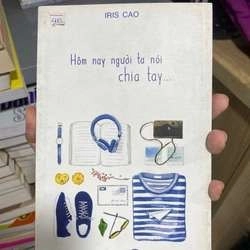 IRIS CAO
Hôm nay người ta nói
chia tay...